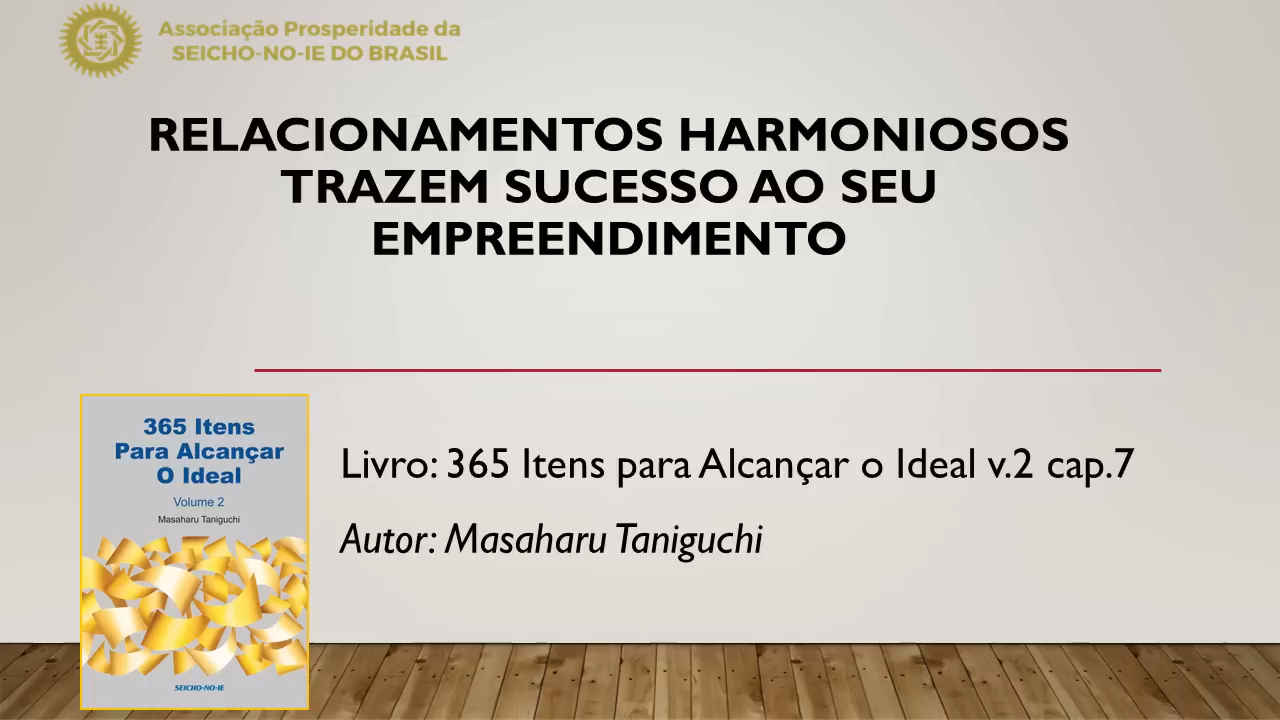 Associação Prosperidade da
SEICHO-NO-IE DO BRASIL
RELACIONAMENTOS HARMONIOSOS
TRAZEM SUCESSO AO SEU
EMPREENDIMENTO
365 Itens
Para Alcançar
O Ideal
Volume 2
Masaharu Taniguchi
SEICHO-NO-IE
Livro: 365 Itens para Alcançar o Ideal v.2 cap.7
Autor: Masaharu Taniguchi